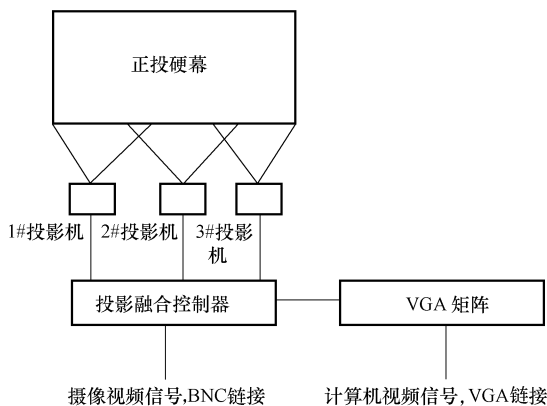 正投硬幕
1#投影机 2#投影机 3#投影机
投影融合控制器
VGA 矩阵
摄像视频信号,BNC链接
计算机视频信号, VGA链接